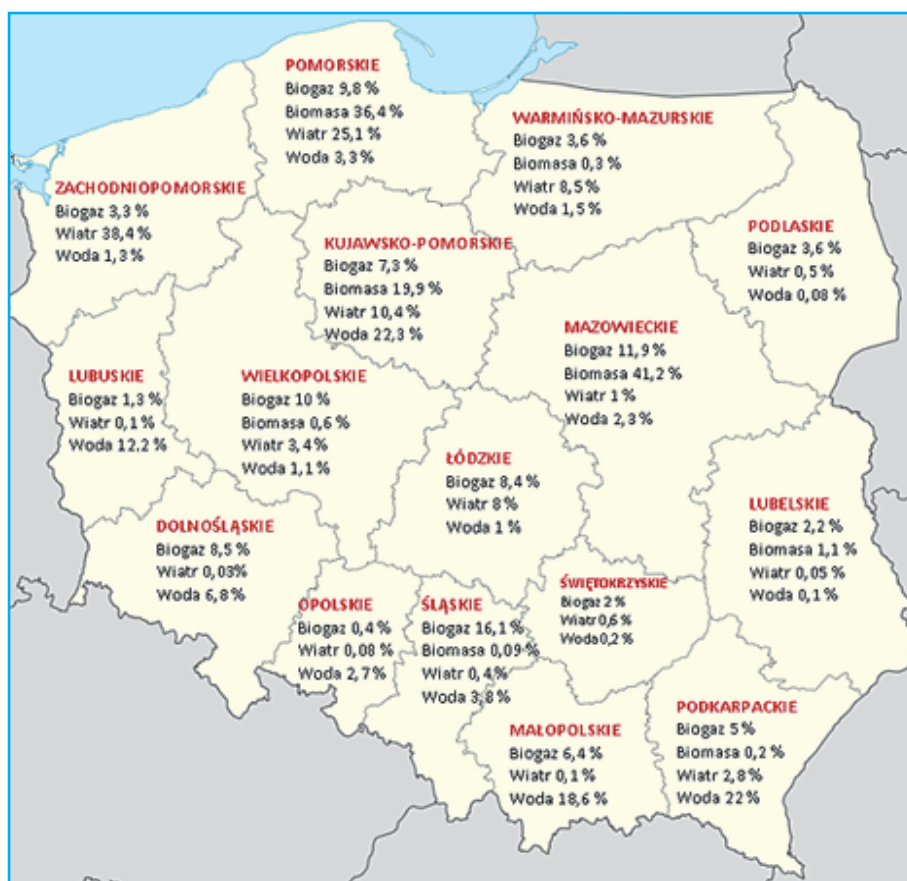 POMORSKIE
Biogaz 9,8 %
Biomasa 36,4 %
Wiatr 25,1 %
Woda 3,3 %
WARMIŃSKO-MAZURSKIE
Biogaz 3,6 %
Biomasa 0,3 %
Wiatr 8,5 %
Woda 1,5 %
ZACHODNIOPOMORSKIE
Biogaz 3,3 %
Wiatr 38,4 %
Woda 1,3 %
KUJAWSKO-POMORSKIE
Biogaz 7,3 %
Biomasa 19,9 %
Wiatr 10,4 %
Woda 22,3 %
PODLASKIE
Biogaz 3,6 %
Wiatr 0,5 %
Woda 0,08 %
MAZOWIECKIE
Biogaz 11,9 %
Biomasa 41,2 %
Wiatr 1 %
Woda 2,3 %
LUBUSKIE
Biogaz 1,3 %
Wiatr 0,1 %
Woda 12.2 %
WIELKOPOLSKIE
Biogaz 10 %
Biomasa 0,6 %
Wiatr 3,4 %
Woda 1,1 %
ŁÓDZKIE
Biogaz 8,4 %
Wiatr 8 %
Woda 1 %
LUBELSKIE
Biogaz 2,2 %
Biomasa 1,1 %
Wiatr 0,05 %
Woda 0,1 %
DOLNOŚLĄSKIE
Biogaz 8,5 %
Wiatr 0,03%
Woda 6,8 %
OPOLSKIE
Biogaz 0,4 %
Wiatr 0,08 %
Woda 2,7 %
ŚLĄSKIE
Biogaz 16,1 %
Biomasa 0,09 %
Wiatr 0,4 %
Woda 3,8 %
ŚWIĘTOKRZYSKIE
Biogaz 2 %
Wiatr 0,6 %
Woda 0,2 %
MAŁOPOLSKIE
Biogaz 6,4 %
Wiatr 0,1 %
Woda 18,6 %
PODKARPACKIE
Biogaz 5 %
Biomasa 0,2 %
Wiatr 2,8 %
Woda 22 %